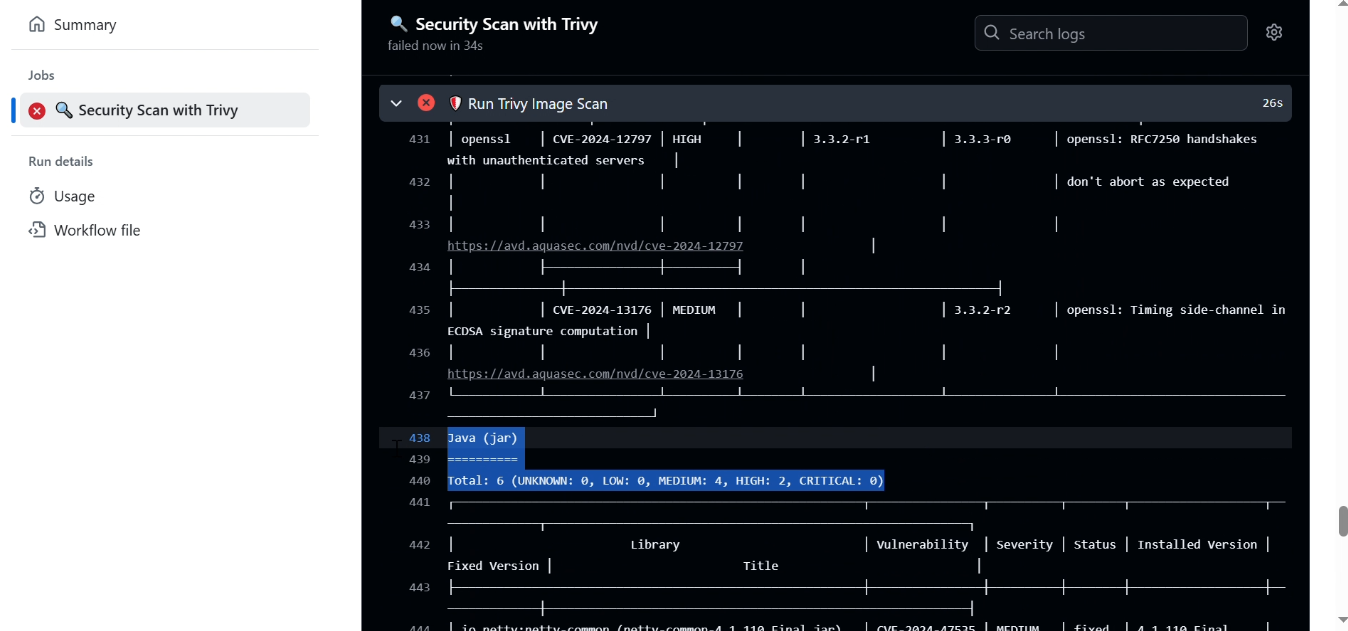 Summary
Jobs
Security Scan with Trivy
Run details
Usage
Workflow file
Security Scan with Trivy
failed now in 34s
Search logs
Run Trivy Image Scan 26s
431 | openssl | CVE-2024-12797 | HIGH | | 3.3.2-r1 | 3.3.3-r0 | openssl: RFC7250 handshakes
with unauthenticated servers |
432 | | | | | | | don't abort as expected
|
433 | | | | | | |
https://avd.aquasec.com/nvd/cve-2024-12797 |
434
435 | | CVE-2024-13176 | MEDIUM | | | 3.3.2-r2 | openssl: Timing side-channel in
ECDSA signature computation |
436 | | | | | | |
https://avd.aquasec.com/nvd/cve-2024-13176 |
437
438 Java (jar)
439 ==========
440 Total: 6 (UNKNOWN: 0, LOW: 0, MEDIUM: 4, HIGH: 2, CRITICAL: 0)
441
442 | Library | Vulnerability | Severity | Status | Installed Version |
Fixed Version | Title |
443
444 | io.netty:netty-common (netty-common-4.1.110.Final.jar) | CVE-2024-47535 | MEDIUM | fixed | 4.1.110.Final